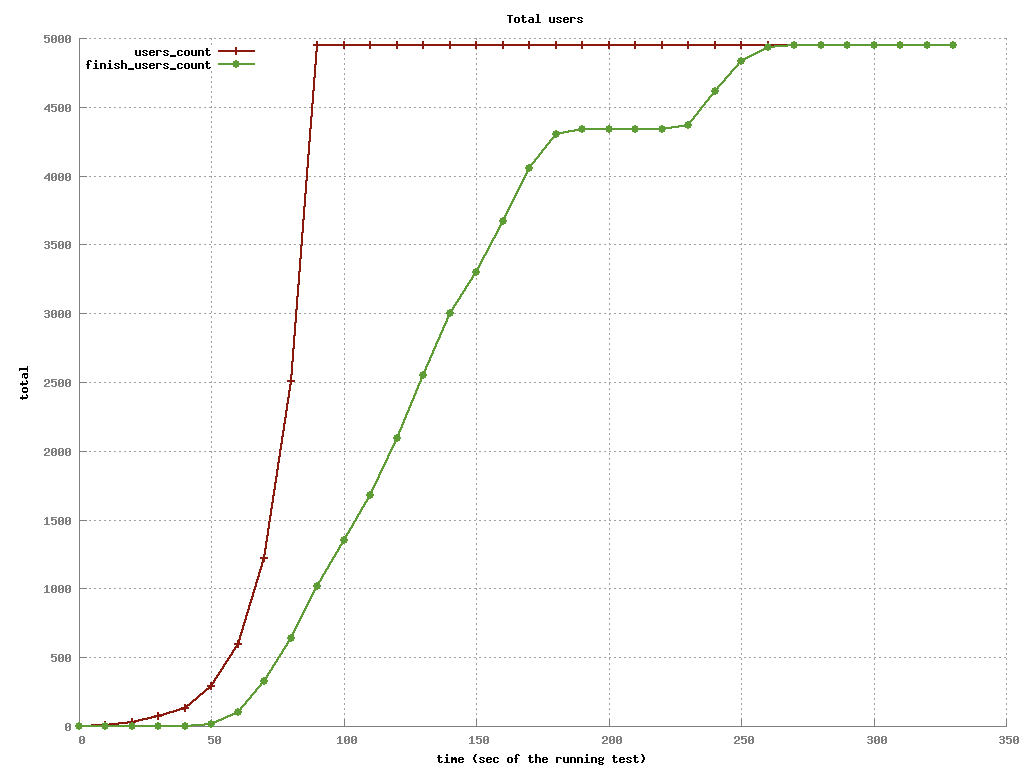 Total users
users_count
finish_users_count
5000
4500
4000
3500
3000
2500
2000
1500
1000
500
0
total
0 50 100 150 200 250 300 350
time (sec of the running test)